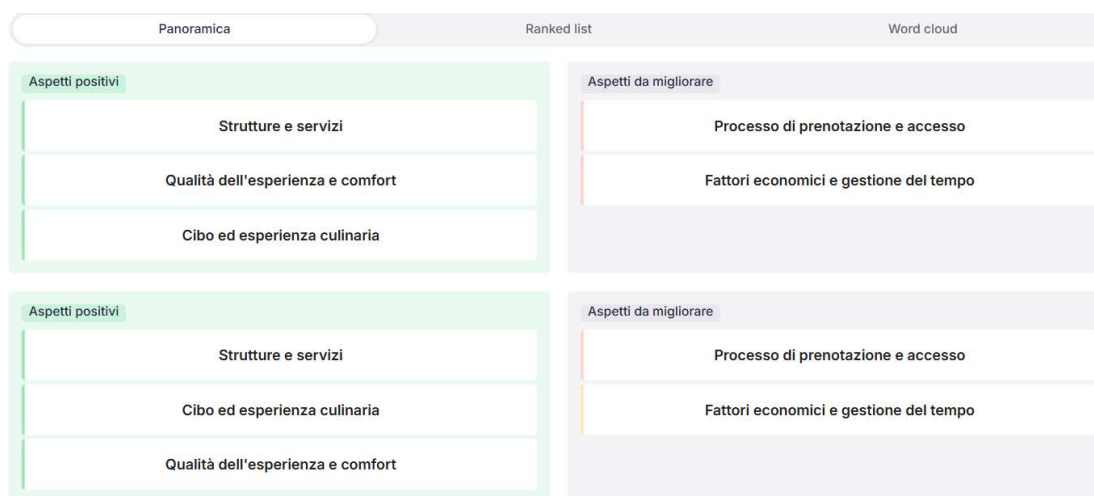 Panoramica
Ranked list
Word cloud
Aspetti positivi
Strutture e servizi
Qualità dell'esperienza e comfort
Cibo ed esperienza culinaria
Aspetti da migliorare
Processo di prenotazione e accesso
Fattori economici e gestione del tempo
Aspetti positivi
Strutture e servizi
Cibo ed esperienza culinaria
Qualità dell'esperienza e comfort
Aspetti da migliorare
Processo di prenotazione e accesso
Fattori economici e gestione del tempo